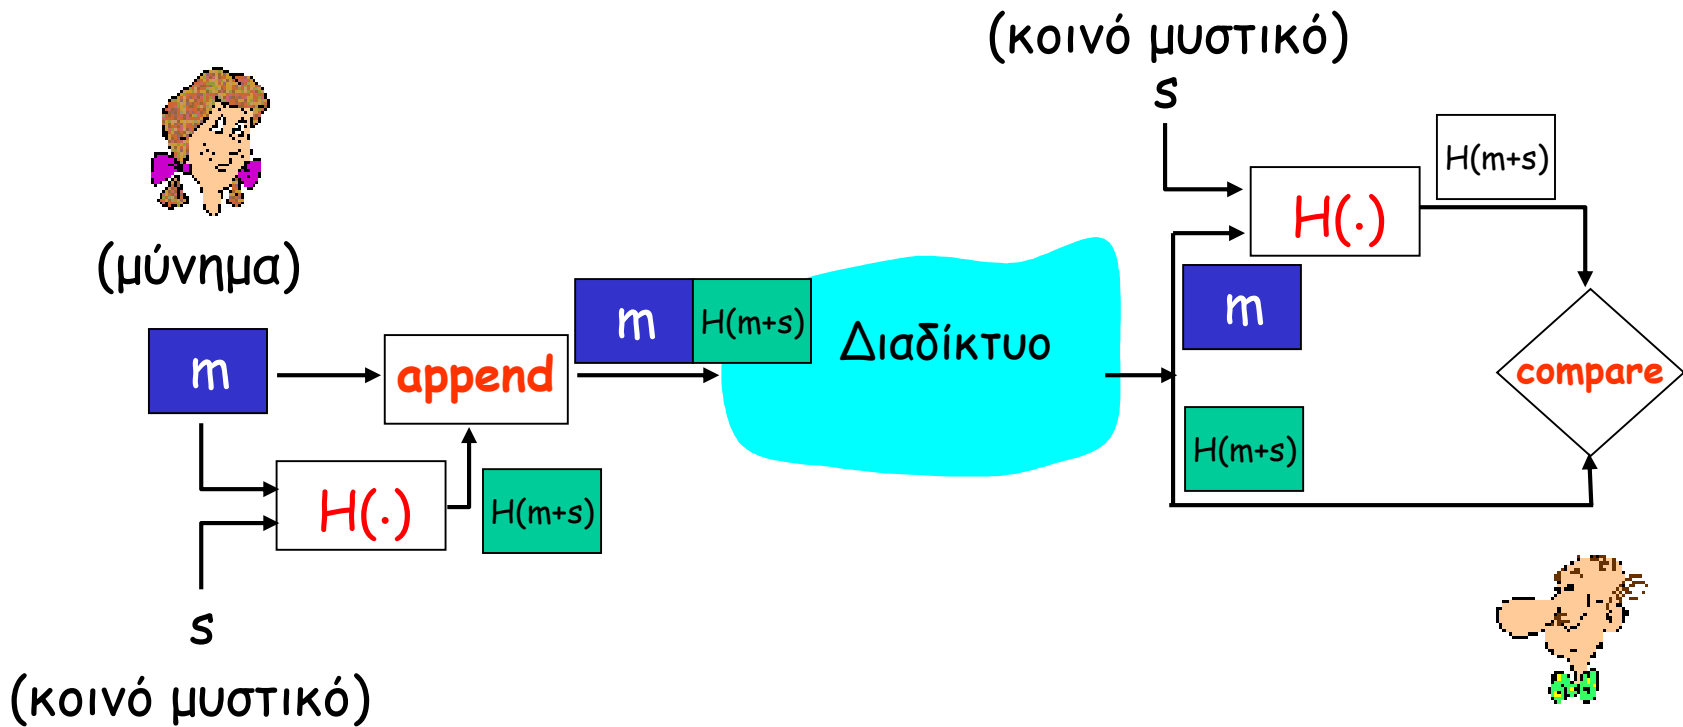 (κοινό μυστικό)
s
H(m+s)
H(.)
(μύνημα)
m
H(m+s)
Διαδίκτυο
m
m
append
compare
H(m+s)
H(.)
H(m+s)
s
(κοινό μυστικό)